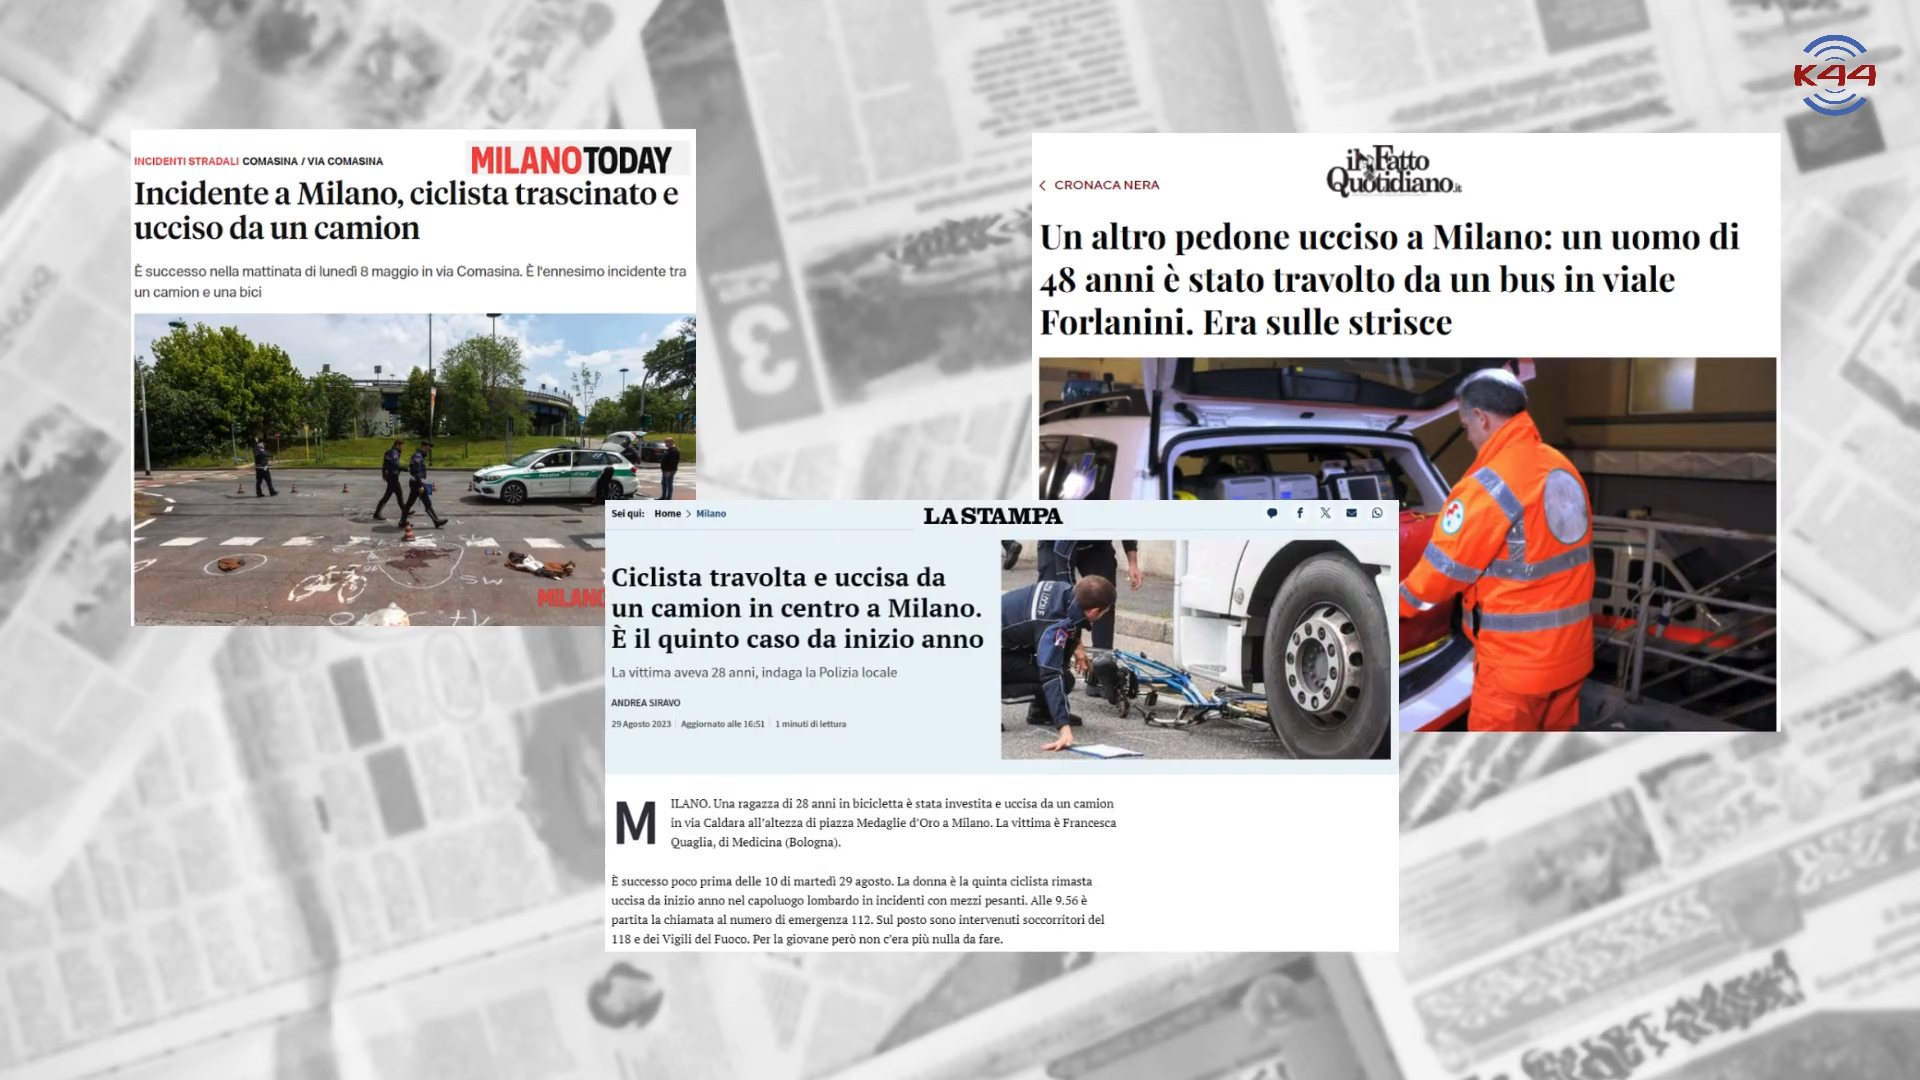 K44
INCIDENTI STRADALI COMASINA / VIA COMASINA
MILANOTODAY
Incidente a Milano, ciclista trascinato e
ucciso da un camion
È successo nella mattinata di lunedì 8 maggio in via Comasina. È l'ennesimo incidente tra
un camion e una bici
MILANO
CRONACA NERA
il Fatto
Quotidiano.it
Un altro pedone ucciso a Milano: un uomo di
48 anni è stato travolto da un bus in viale
Forlanini. Era sulle strisce
Sei qui: Home > Milano
LA STAMPA
Ciclista travolta e uccisa da
un camion in centro a Milano.
È il quinto caso da inizio anno
La vittima aveva 28 anni, indaga la Polizia locale
ANDREA SIRAVO
29 Agosto 2023 | Aggiornato alle 16:51 | 1 minuti di lettura
MILANO. Una ragazza di 28 anni in bicicletta è stata investita e uccisa da un camion
in via Caldara all'altezza di piazza Medaglie d'Oro a Milano. La vittima è Francesca
Quaglia, di Medicina (Bologna).
È successo poco prima delle 10 di martedì 29 agosto. La donna è la quinta ciclista rimasta
uccisa da inizio anno nel capoluogo lombardo in incidenti con mezzi pesanti. Alle 9.56 è
partita la chiamata al numero di emergenza 112. Sul posto sono intervenuti soccorritori del
118 e dei Vigili del Fuoco. Per la giovane però non c'era più nulla da fare.